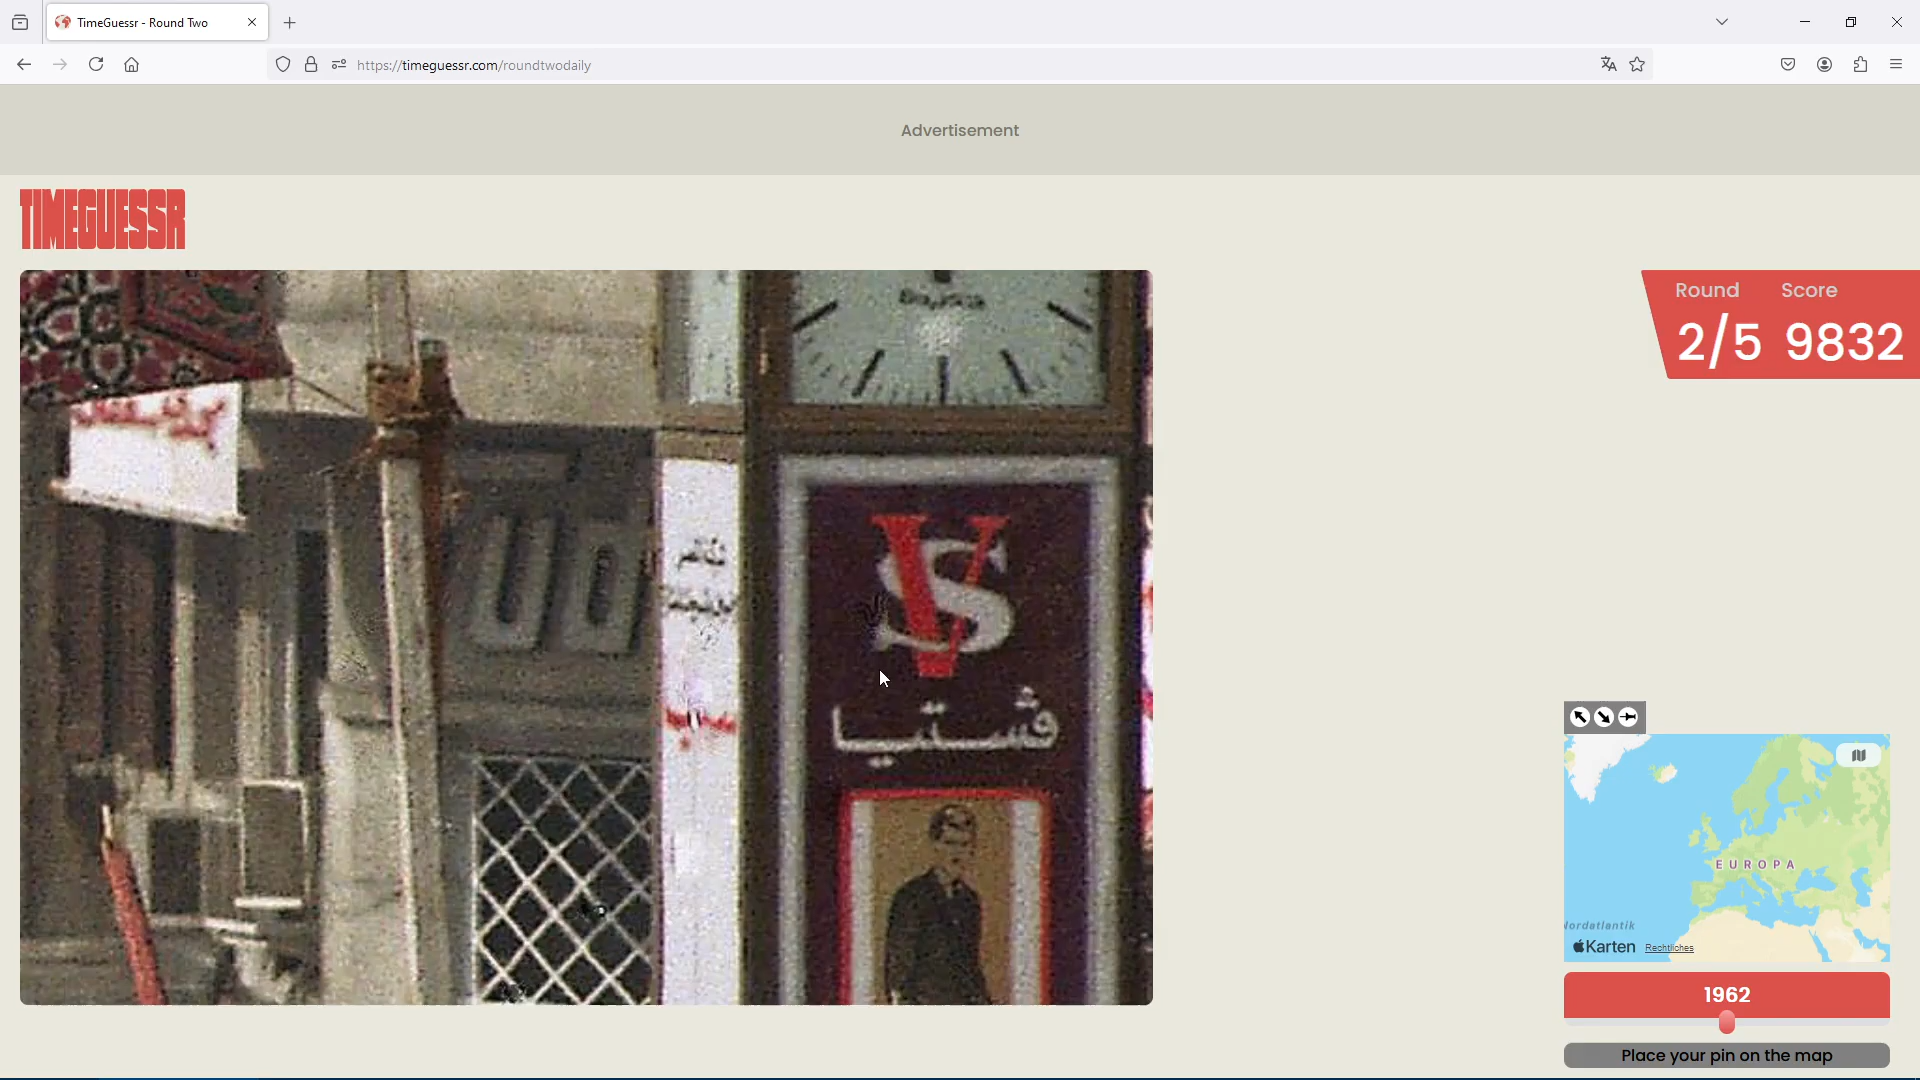 TimeGuessr - Round Two
https://timeguessr.com/roundtwodaily
Advertisement
TIMEGUESSR
Round Score
2/5 9832
VS
ڤستيا
EUROPA
Nordatlantik
Karten Rechtliches
1962
Place your pin on the map